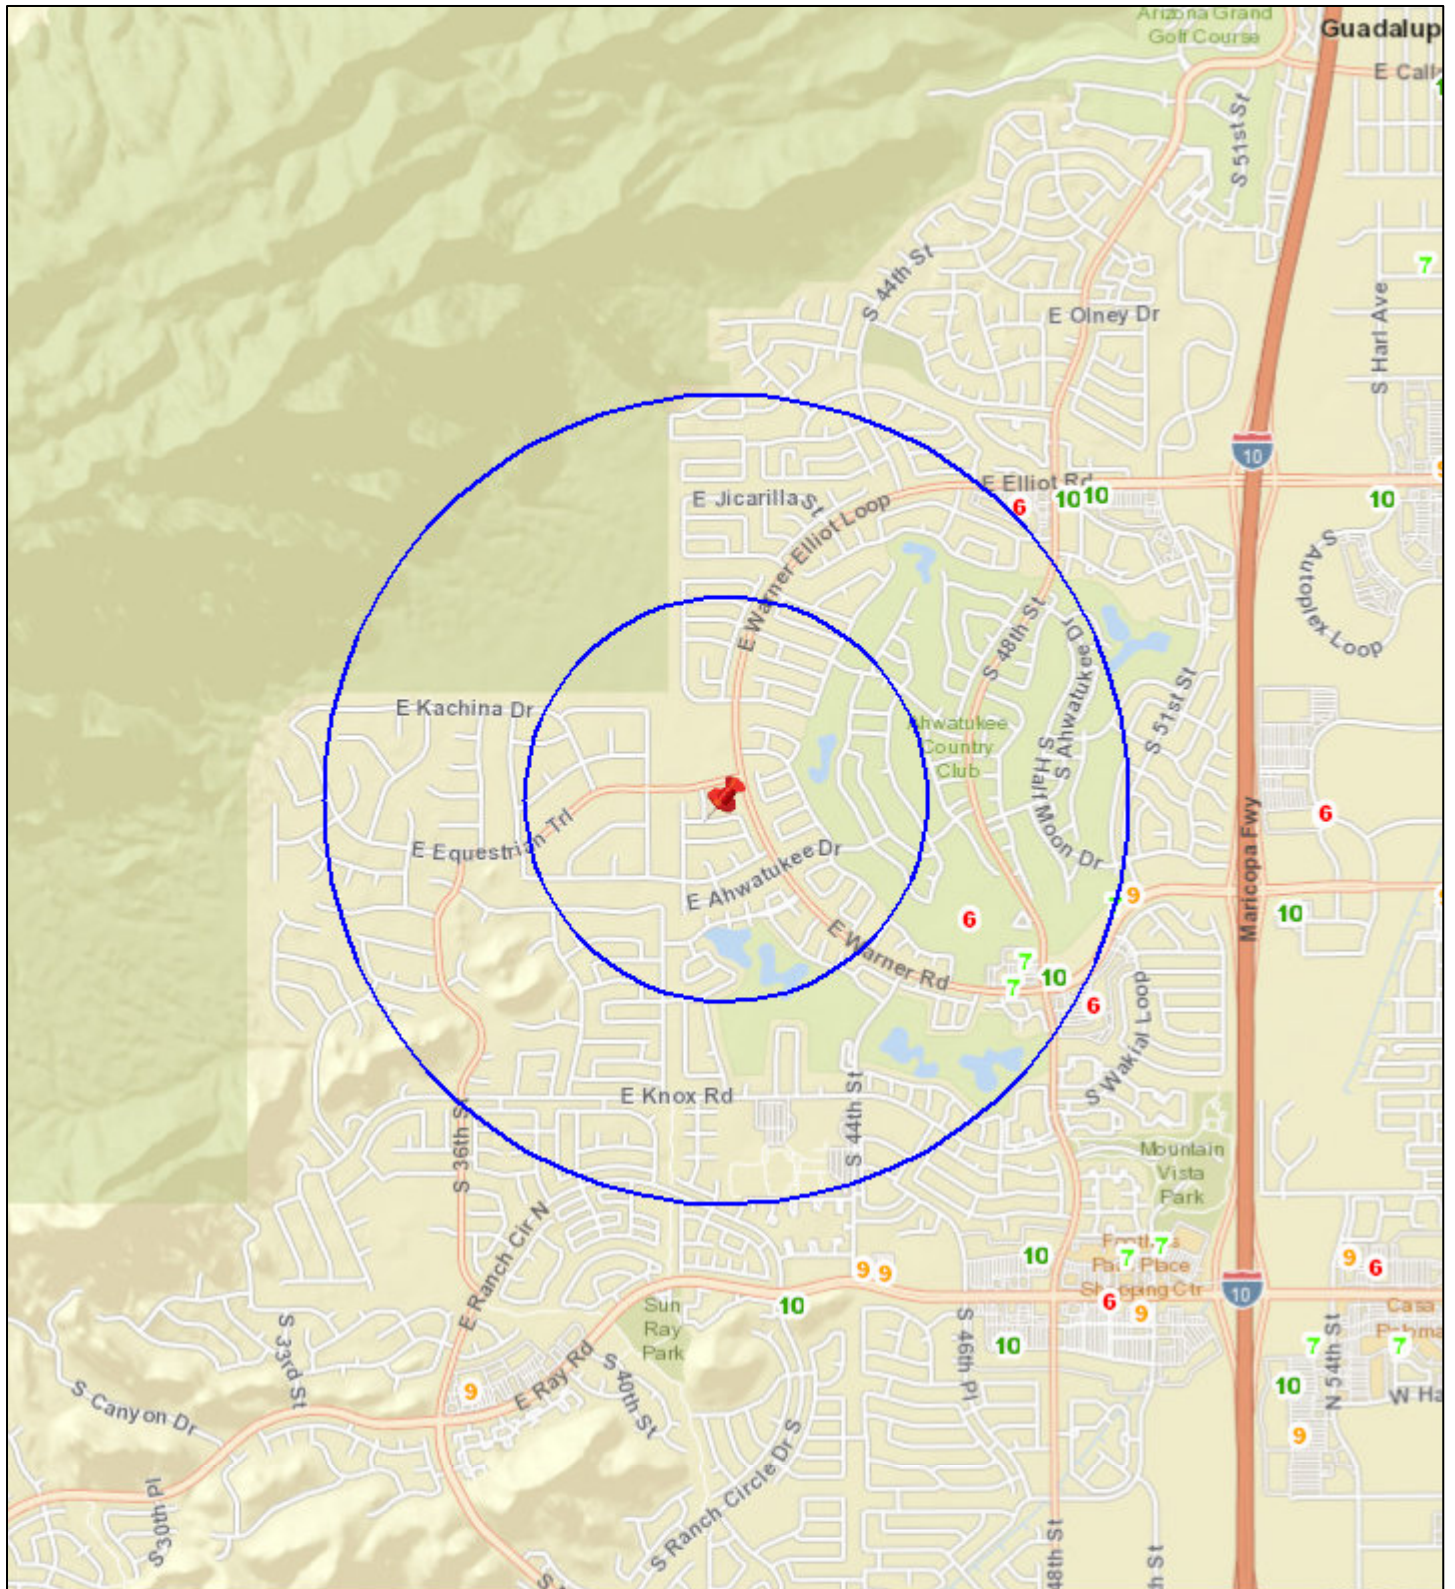 Arizona Grand
Golf Course
Guadalup
E Call
S 51st St
7
S 44th St
E Olney Dr
S Harl Ave
10
E Elliot Rd
10
10
6
10
E Jicarilla St
E Warner Elliot Loop
S Autoplex Loop
S 48th St
S Ahwatukee Dr
S 51st St
E Kachina Dr
Ahwatukee
Country
Club
S Half Moon Dr
Maricopa Fwy
6
E Equestrian Trl
E Ahwatukee Dr
9
10
6
E Warner Rd
7
7
10
6
S Wakial Loop
E Knox Rd
S 44th St
S 36th St
Mountain
Vista
Park
E Ranch Cir N
10
7
7
Place
9
6
9
9
10
10
6
9
Sun
Ray
Park
Casa
S 33rd St
S 46th Pl
10
7
7
N 54th St
E Ray Rd
S 40th St
9
10
W Ha
S Canyon Dr
9
S Ranch Circle Dr S
S 30th Pl
48th St
h St